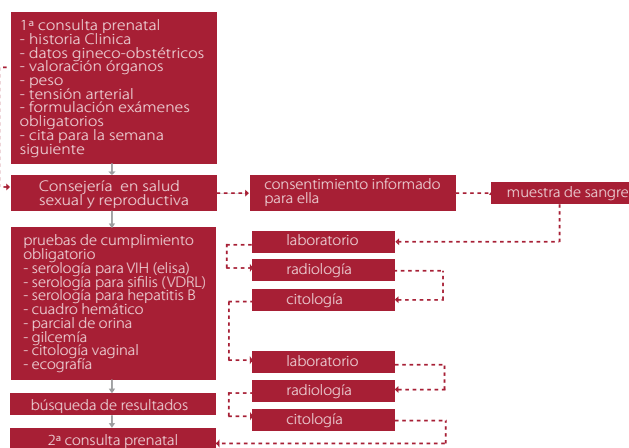 1ª consulta prenatal
- historia Clinica
- datos gineco-obstétricos
- valoración órganos
- peso
- tensión arterial
- formulación exámenes
obligatorios
- cita para la semana
siguiente
Consejería en salud
sexual y reproductiva
consentimiento informado
para ella
muestra de sangre
pruebas de cumplimiento
obligatorio
- serología para VIH (elisa)
- serología para sifilis (VDRL)
- serología para hepatitis B
- cuadro hemático
- parcial de orina
- gilcemía
- citología vaginal
- ecografía
laboratorio
radiología
citología
laboratorio
radiología
citología
búsqueda de resultados
2ª consulta prenatal